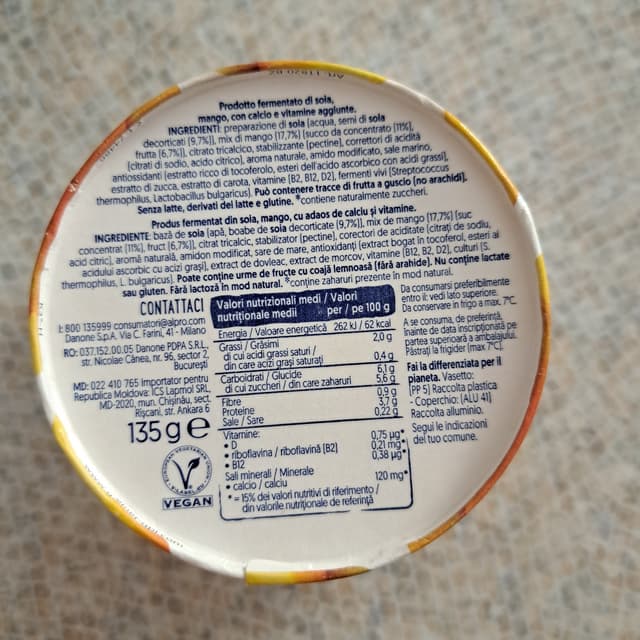 Prodotto fermentato di soia,
mango, con calcio e vitamine aggiunte.
INGREDIENTI: preparazione di soia [acqua, semi di soia
decorticati (9,7%)], mix di mango (17,7%) [succo da concentrato (11%),
frutta (6,7%)], citrato tricalcico, stabilizzante (pectine), correttori di acidità
(citrati di sodio, acido citrico), aroma naturale, amido modificato, sale marino,
antiossidanti (estratto ricco di tocoferolo, esteri dell'acido ascorbico con acidi grassi),
estratto di zucca, estratto di carota, vitamine (B2, B12, D2), fermenti vivi (Streptococcus
thermophilus, Lactobacillus bulgaricus). Può contenere tracce di frutta a guscio (no arachidi).
Senza latte, derivati del latte e glutine. *contiene naturalmente zuccheri.
Produs fermentat din soia, mango, cu adaos de calciu și vitamine.
INGREDIENTE: bază de soia [apă, boabe de soia decorticate (9,7%)], mix de mango (17,7%) [suc
concentrat (11%), fruct (6,7%)], citrat tricalcic, stabilizator (pectine), corectori de aciditate (citrați de sodiu,
acid citric), aromă naturală, amidon modificat, sare de mare, antioxidanți (extract bogat în tocoferol, esteri ai
acidului ascorbic cu acizi grași), extract de dovleac, extract de morcov, vitamine (B2, B12, D2), culturi (S.
thermophilus, L. bulgaricus). Poate conține urme de fructe cu coajă lemnoasă (fără arahide). Nu conține lactate
sau gluten. Fără lactoză în mod natural. *conține zaharuri prezente în mod natural.
CONTATTACI
I: 800 135999 consumatori@alpro.com
Danone S.p.A, Via C. Farini, 41 - Milano
RO: 037.152.00.05 Danone PDPA S.R.L.,
str. Nicolae Cânea, nr. 96, sector 2,
București
MD: 022 410 765 Importator pentru
Republica Moldova: ICS Lapmol SRL,
MD-2020, mun. Chișinău, sect.
Rîșcani, str. Ankara 6
135 g e
VEGAN
Valori nutrizionali medi / Valori
nutriționale medii per / pe 100 g
Energia / Valoare energetică 262 kJ / 62 kcal
Grassi / Grăsimi 2,0 g
di cui acidi grassi saturi /
din care acizi grași saturați 0,4 g
Carboidrati / Glucide 6,1 g
di cui zuccheri / din care zaharuri 5,6 g
Fibre 0,9 g
Proteine 3,7 g
Sale / Sare 0,22 g
Vitamine:
• D 0,75 µg*
• riboflavina / riboflavină (B2) 0,21 mg*
• B12 0,38 µg*
Sali minerali / Minerale
• calcio / calciu 120 mg*
* = 15% dei valori nutritivi di riferimento /
din valorile nutriționale de referință
Da consumarsi preferibilmente
entro il: vedi lato superiore.
Da conservare in frigo a max. 7°C.
A se consuma, de preferință,
înainte de data inscripționată pe
partea superioară a ambalajului.
Păstrați la frigider (max 7°C).
Fai la differenziata per il
pianeta. Vasetto:
[PP 5] Raccolta plastica
- Coperchio: [ALU 41]
Raccolta alluminio.
Segui le indicazioni
del tuo comune.